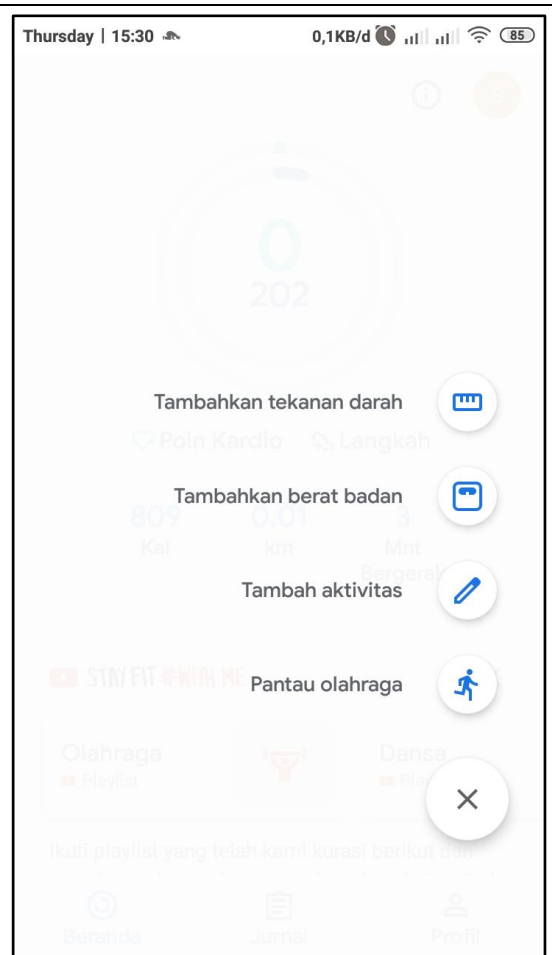 Thursday | 15:30
0,1KB/d 85
0
202
Tambahkan tekanan darah
Poin Kardio Langkah
Tambahkan berat badan
809 0,01 3
Kal km Mnt
Bergerak
Tambah aktivitas
STAY FIT #WITH ME
Pantau olahraga
Olahraga Dansa
Playlist
Ikuti playlist yang telah kami kurasi berikut dan
Beranda Jurnal Profil